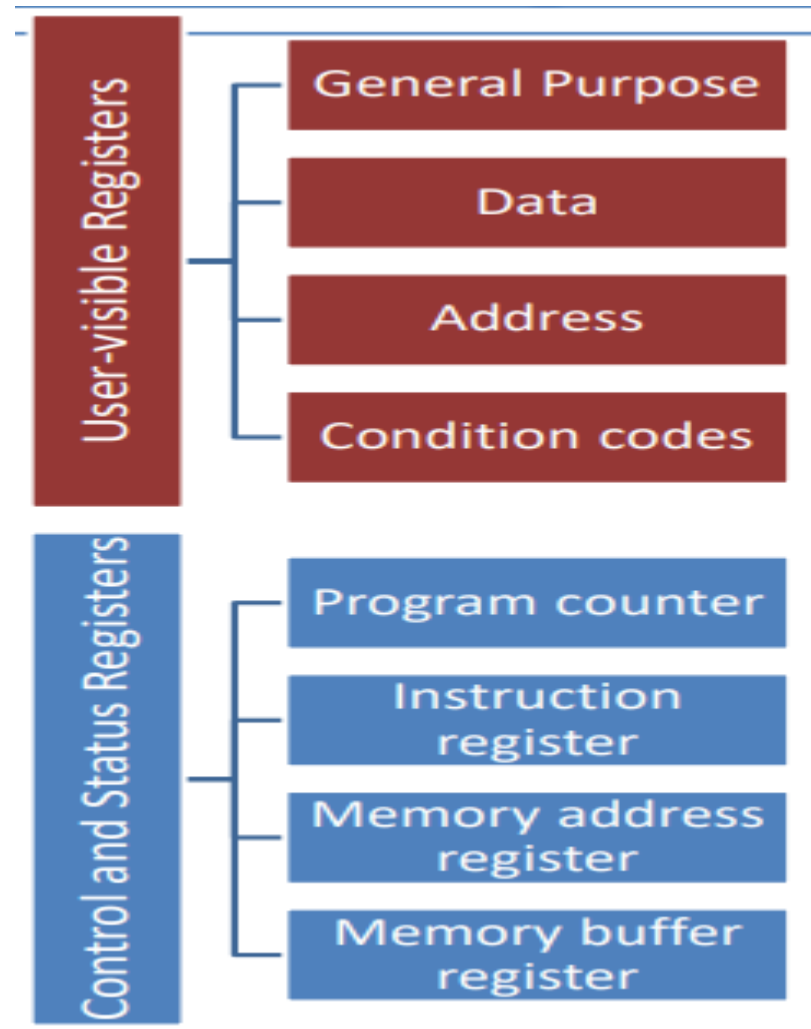 User-visible Registers
General Purpose
Data
Address
Condition codes
Control and Status Registers
Program counter
Instruction
register
Memory address
register
Memory buffer
register